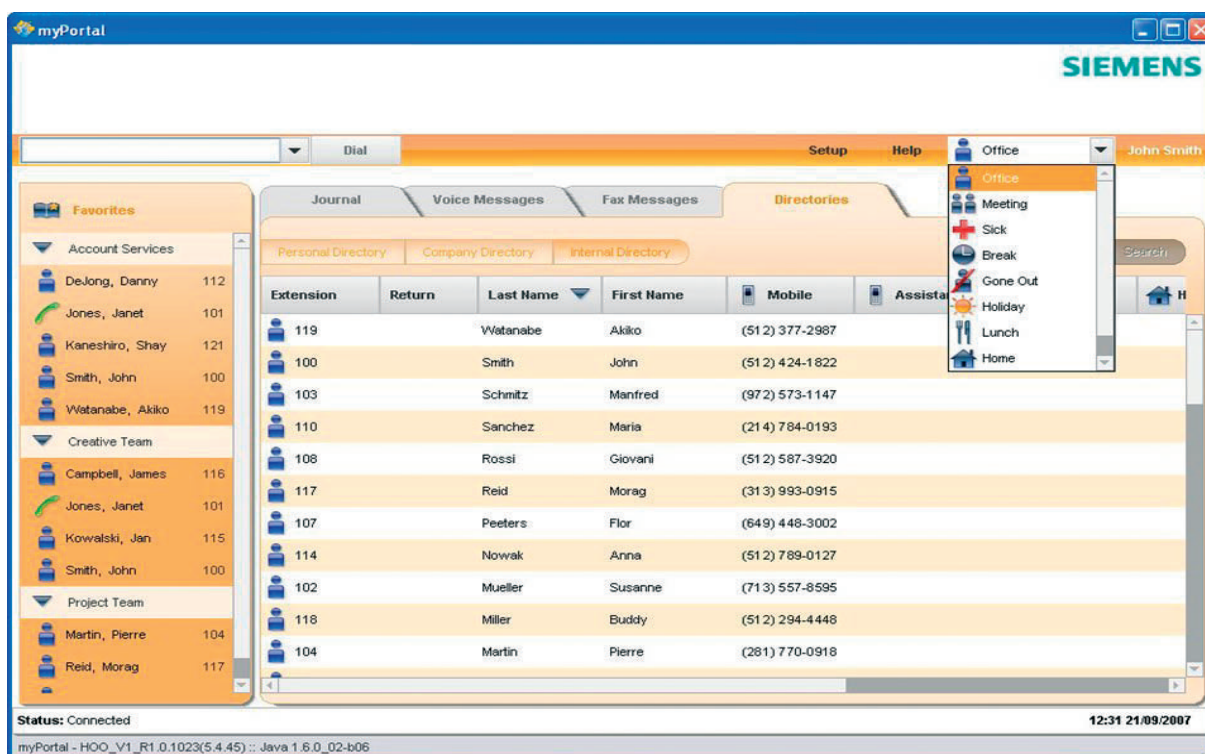 myPortal
SIEMENS
Dial Setup Help Office John Smith
Office
Meeting
Sick
Break
Gone Out
Holiday
Lunch
Home
Favorites
Account Services
DeJong, Danny 112
Jones, Janet 101
Kaneshiro, Shay 121
Smith, John 100
Watanabe, Akiko 119
Creative Team
Campbell, James 116
Jones, Janet 101
Kowalski, Jan 115
Smith, John 100
Project Team
Martin, Pierre 104
Reid, Morag 117
Journal Voice Messages Fax Messages Directories
Personal Directory Company Directory Internal Directory Search
Extension Return Last Name First Name Mobile Assista H
119 Watanabe Akiko (512) 377-2987
100 Smith John (512) 424-1822
103 Schmitz Manfred (972) 573-1147
110 Sanchez Maria (214) 784-0193
108 Rossi Giovani (512) 587-3920
117 Reid Morag (313) 993-0915
107 Peeters Flor (649) 448-3002
114 Nowak Anna (512) 789-0127
102 Mueller Susanne (713) 557-8595
118 Miller Buddy (512) 294-4448
104 Martin Pierre (281) 770-0918
Status: Connected 12:31 21/09/2007
myPortal - HOO_V1_R1.0.1023(5.4.45) :: Java 1.6.0_02-b06